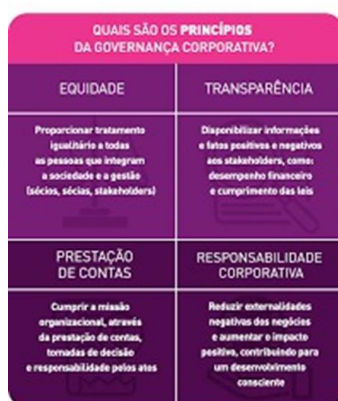 QUAIS SÃO OS PRINCÍPIOS
DA GOVERNANÇA CORPORATIVA?
EQUIDADE
Proporcionar tratamento
igualitário a todas
as pessoas que integram
a sociedade e a gestão
(sócios, sócias, stakeholders)
TRANSPARÊNCIA
Disponibilizar informações
e fatos positivos e negativos
aos stakeholders, como:
desempenho financeiro
e cumprimento das leis
PRESTAÇÃO
DE CONTAS
Cumprir a missão
organizacional, através
da prestação de contas,
tomadas de decisão
e responsabilidade pelos atos
RESPONSABILIDADE
CORPORATIVA
Reduzir externalidades
negativas dos negócios
e aumentar o impacto
positivo, contribuindo para
um desenvolvimento
consciente